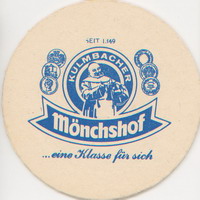 SEIT 1349
KULMBACHER
Mönchshof
...eine Klasse für sich